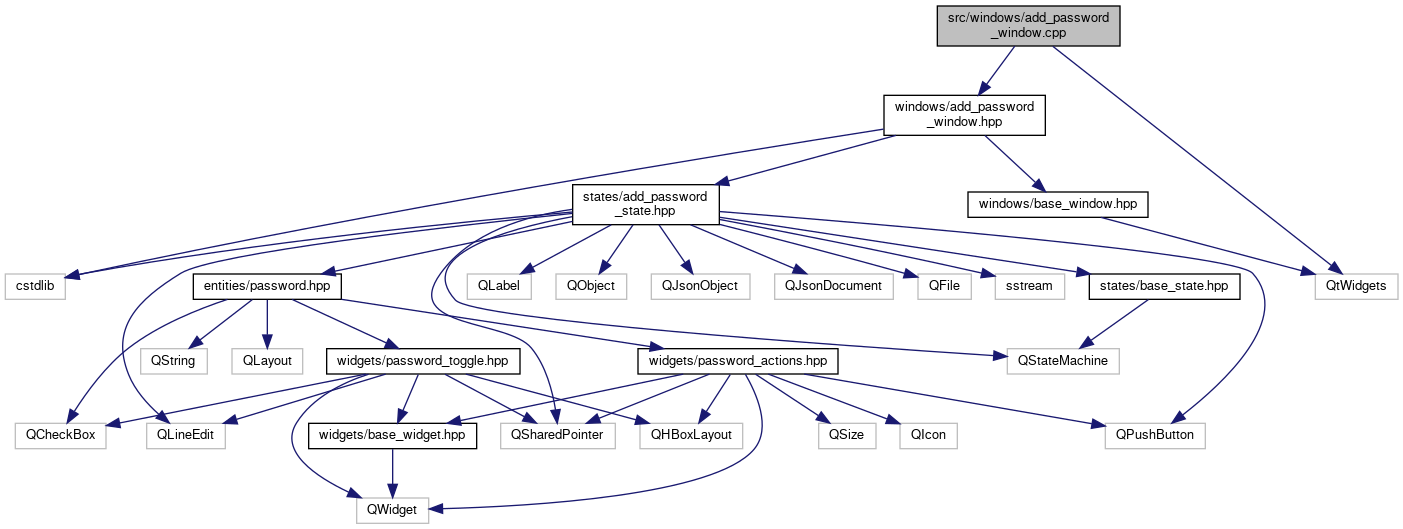 src/windows/add_password
_window.cpp
windows/add_password
_window.hpp
states/add_password
_state.hpp
windows/base_window.hpp
cstdlib
entities/password.hpp
QLabel
QObject
QJsonObject
QJsonDocument
QFile
sstream
states/base_state.hpp
QtWidgets
QString
QLayout
widgets/password_toggle.hpp
widgets/password_actions.hpp
QStateMachine
QCheckBox
QLineEdit
widgets/base_widget.hpp
QSharedPointer
QHBoxLayout
QSize
QIcon
QPushButton
QWidget